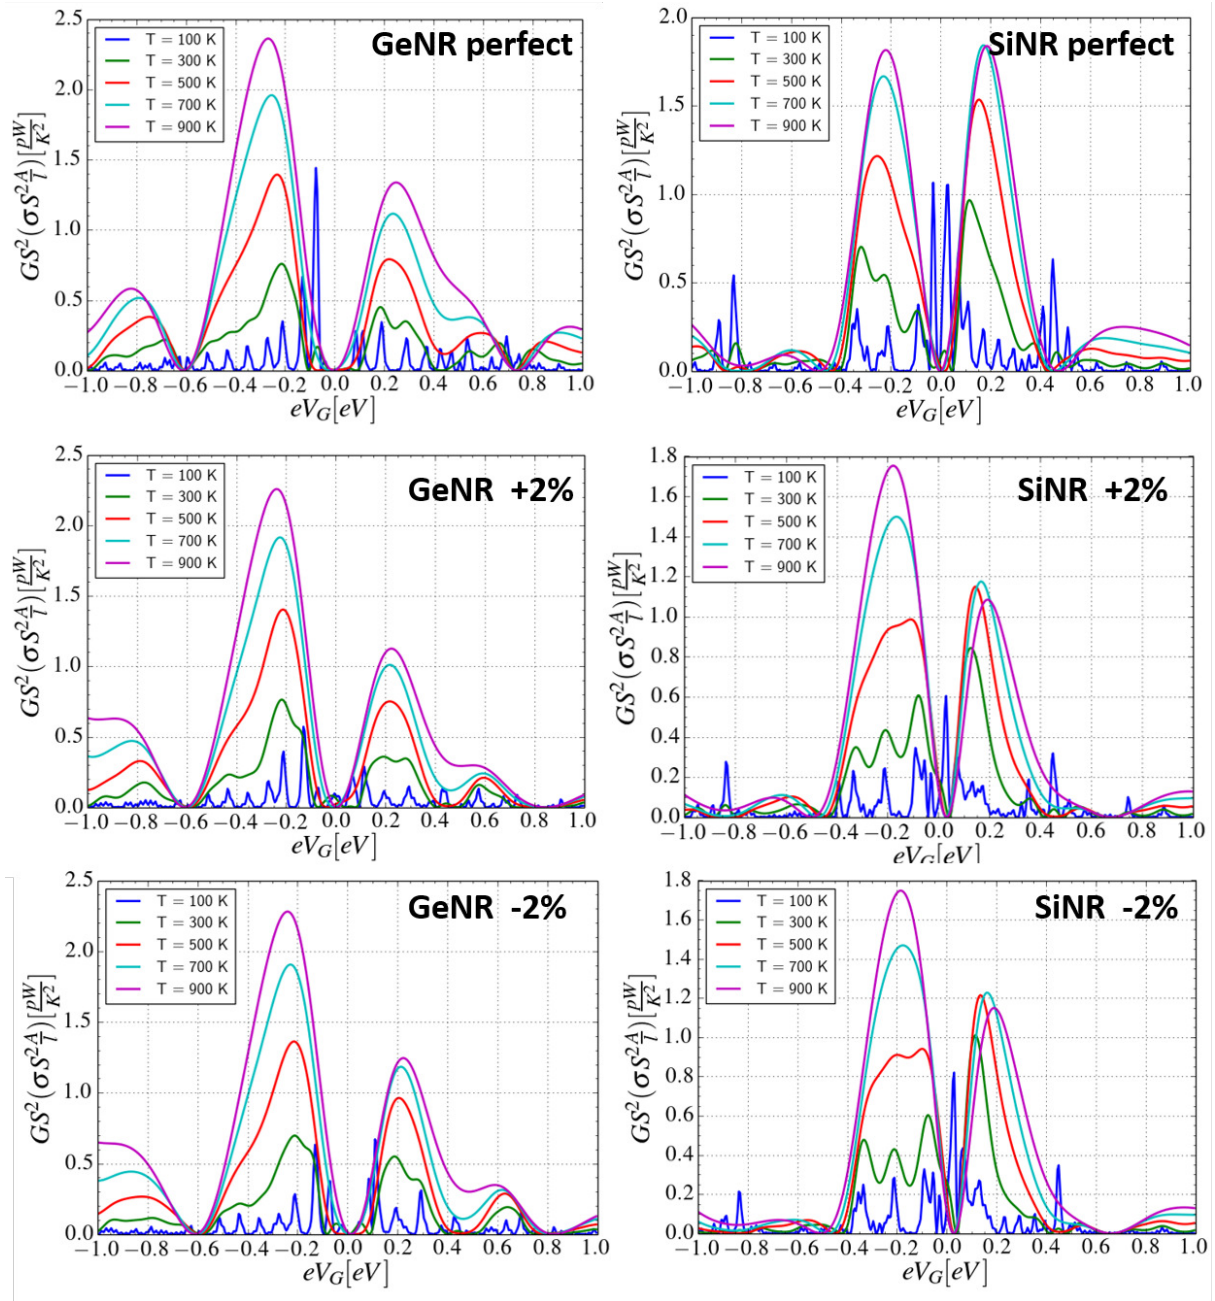 GeNR perfect
T = 100 K
T = 300 K
T = 500 K
T = 700 K
T = 900 K
2.5
2.0
1.5
1.0
0.5
0.0
GS²(σS²A/l)[pW/K²]
−1.0 −0.8 −0.6 −0.4 −0.2 0.0 0.2 0.4 0.6 0.8 1.0
eV_G[eV]
SiNR perfect
T = 100 K
T = 300 K
T = 500 K
T = 700 K
T = 900 K
2.0
1.5
1.0
0.5
0.0
GS²(σS²A/l)[pW/K²]
−1.0 −0.8 −0.6 −0.4 −0.2 0.0 0.2 0.4 0.6 0.8 1.0
eV_G[eV]
GeNR +2%
T = 100 K
T = 300 K
T = 500 K
T = 700 K
T = 900 K
2.5
2.0
1.5
1.0
0.5
0.0
GS²(σS²A/l)[pW/K²]
−1.0 −0.8 −0.6 −0.4 −0.2 0.0 0.2 0.4 0.6 0.8 1.0
eV_G[eV]
SiNR +2%
T = 100 K
T = 300 K
T = 500 K
T = 700 K
T = 900 K
1.8
1.6
1.4
1.2
1.0
0.8
0.6
0.4
0.2
0.0
GS²(σS²A/l)[pW/K²]
−1.0 −0.8 −0.6 −0.4 −0.2 0.0 0.2 0.4 0.6 0.8 1.0
eV_G[eV]
GeNR -2%
T = 100 K
T = 300 K
T = 500 K
T = 700 K
T = 900 K
2.5
2.0
1.5
1.0
0.5
0.0
GS²(σS²A/l)[pW/K²]
−1.0 −0.8 −0.6 −0.4 −0.2 0.0 0.2 0.4 0.6 0.8 1.0
eV_G[eV]
SiNR -2%
T = 100 K
T = 300 K
T = 500 K
T = 700 K
T = 900 K
1.8
1.6
1.4
1.2
1.0
0.8
0.6
0.4
0.2
0.0
GS²(σS²A/l)[pW/K²]
−1.0 −0.8 −0.6 −0.4 −0.2 0.0 0.2 0.4 0.6 0.8 1.0
eV_G[eV]